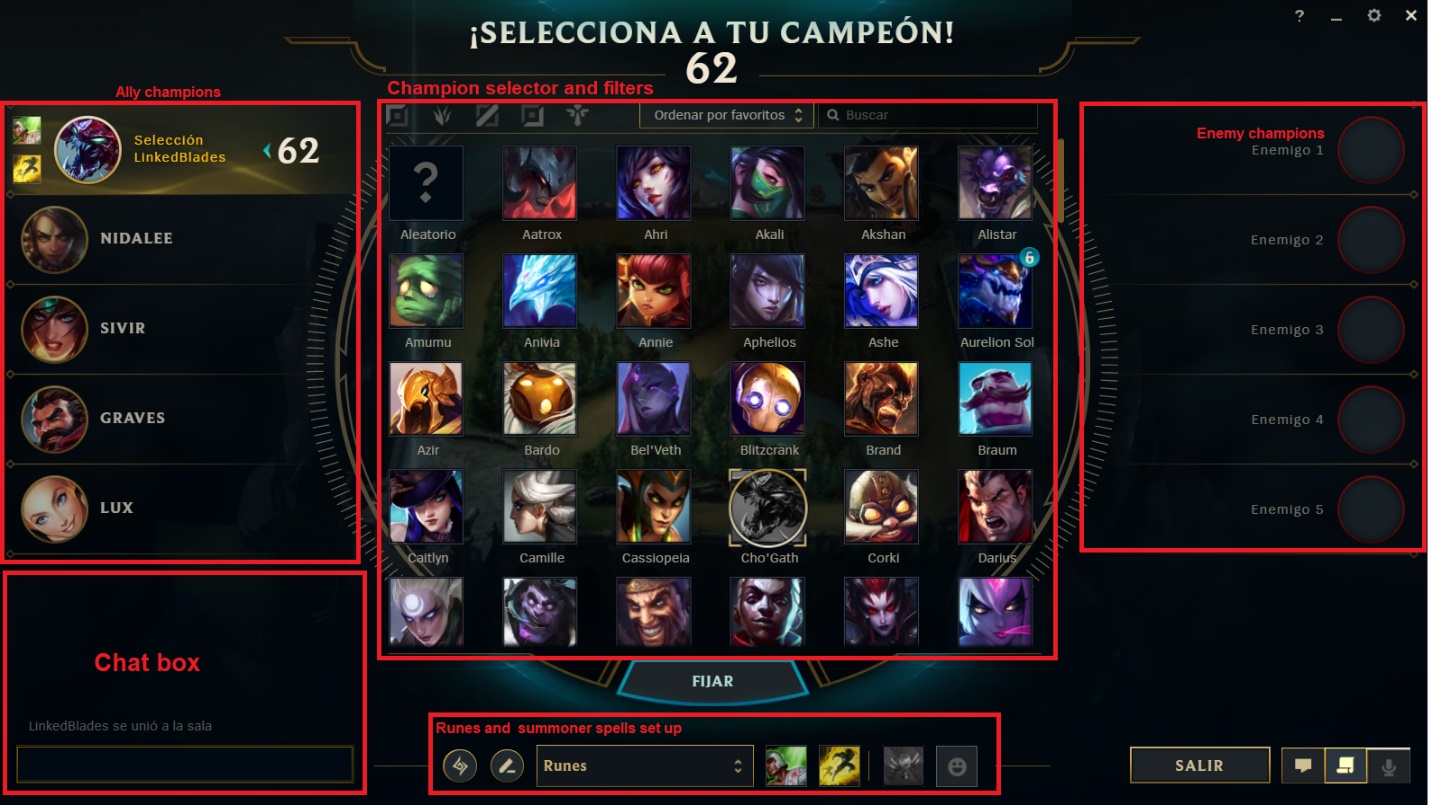 ¡SELECCIONA A TU CAMPEÓN!
62
?
Ally champions
Selección
LinkedBlades
62
NIDALEE
SIVIR
GRAVES
LUX
Chat box
LinkedBlades se unió a la sala
Champion selector and filters
Ordenar por favoritos
Buscar
?
Aleatorio Aatrox Ahri Akali Akshan Alistar
6
Amumu Anivia Annie Aphelios Ashe Aurelion Sol
Azir Bardo Bel'Veth Blitzcrank Brand Braum
Caitlyn Camille Cassiopeia Cho'Gath Corki Darius
FIJAR
Runes and summoner spells set up
Runes
Enemy champions
Enemigo 1
Enemigo 2
Enemigo 3
Enemigo 4
Enemigo 5
SALIR